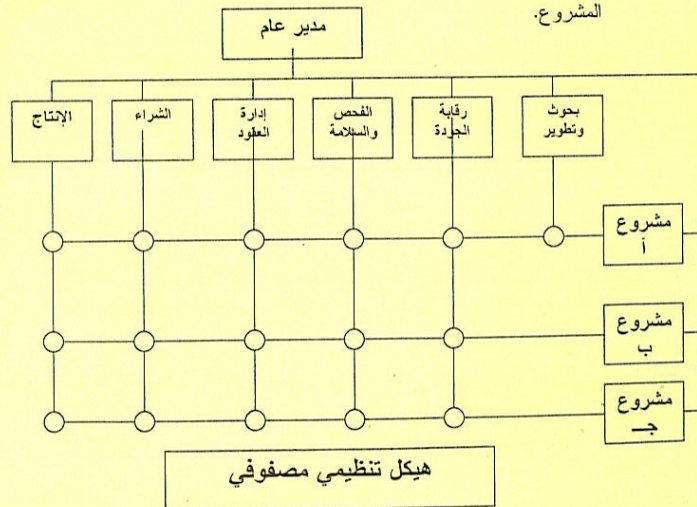 المشروع.
مدير عام
بحوث
وتطوير
رقابة
الجودة
الفحص
والسلامة
إدارة
العقود
الشراء
الإنتاج
مشروع
أ
مشروع
ب
مشروع
جـ
هيكل تنظيمي مصفوفي